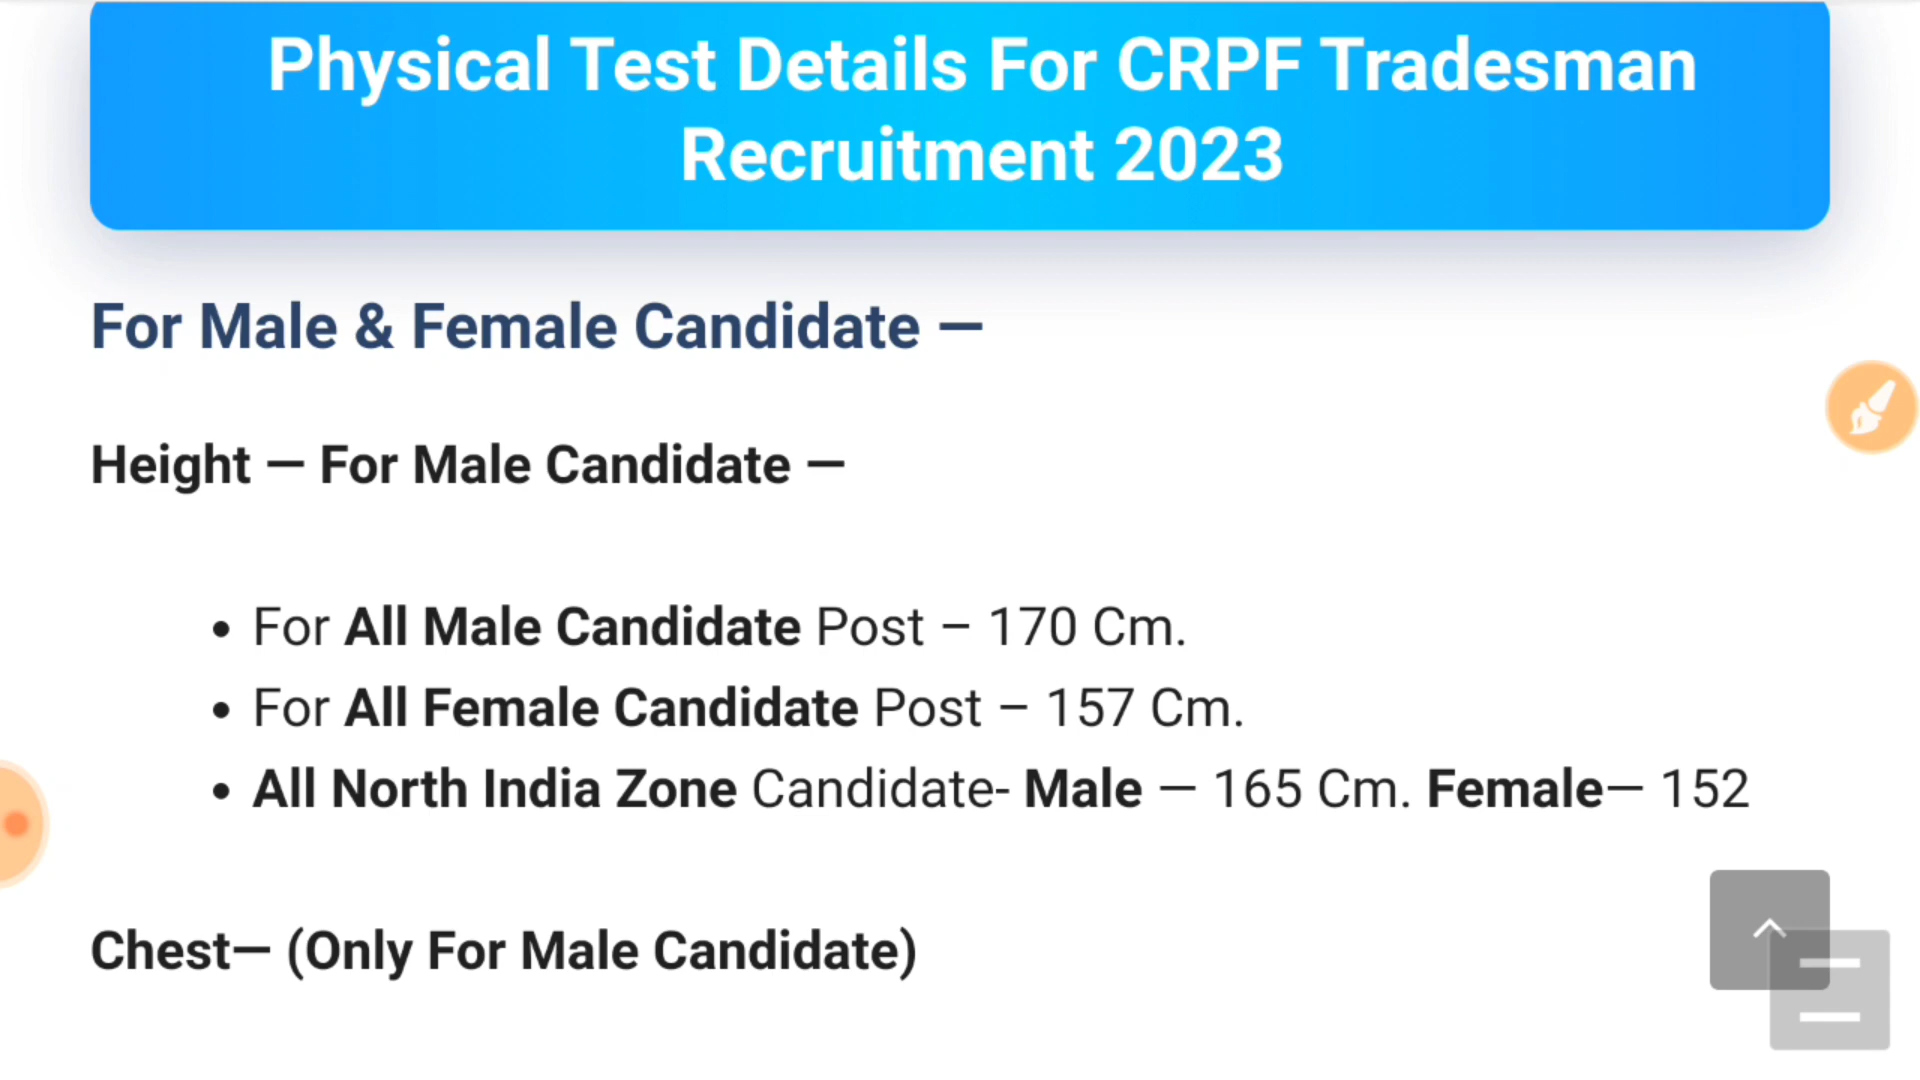 Physical Test Details For CRPF Tradesman
Recruitment 2023
For Male & Female Candidate —
Height — For Male Candidate —
• For All Male Candidate Post – 170 Cm.
• For All Female Candidate Post – 157 Cm.
• All North India Zone Candidate- Male — 165 Cm. Female— 152
Chest— (Only For Male Candidate)